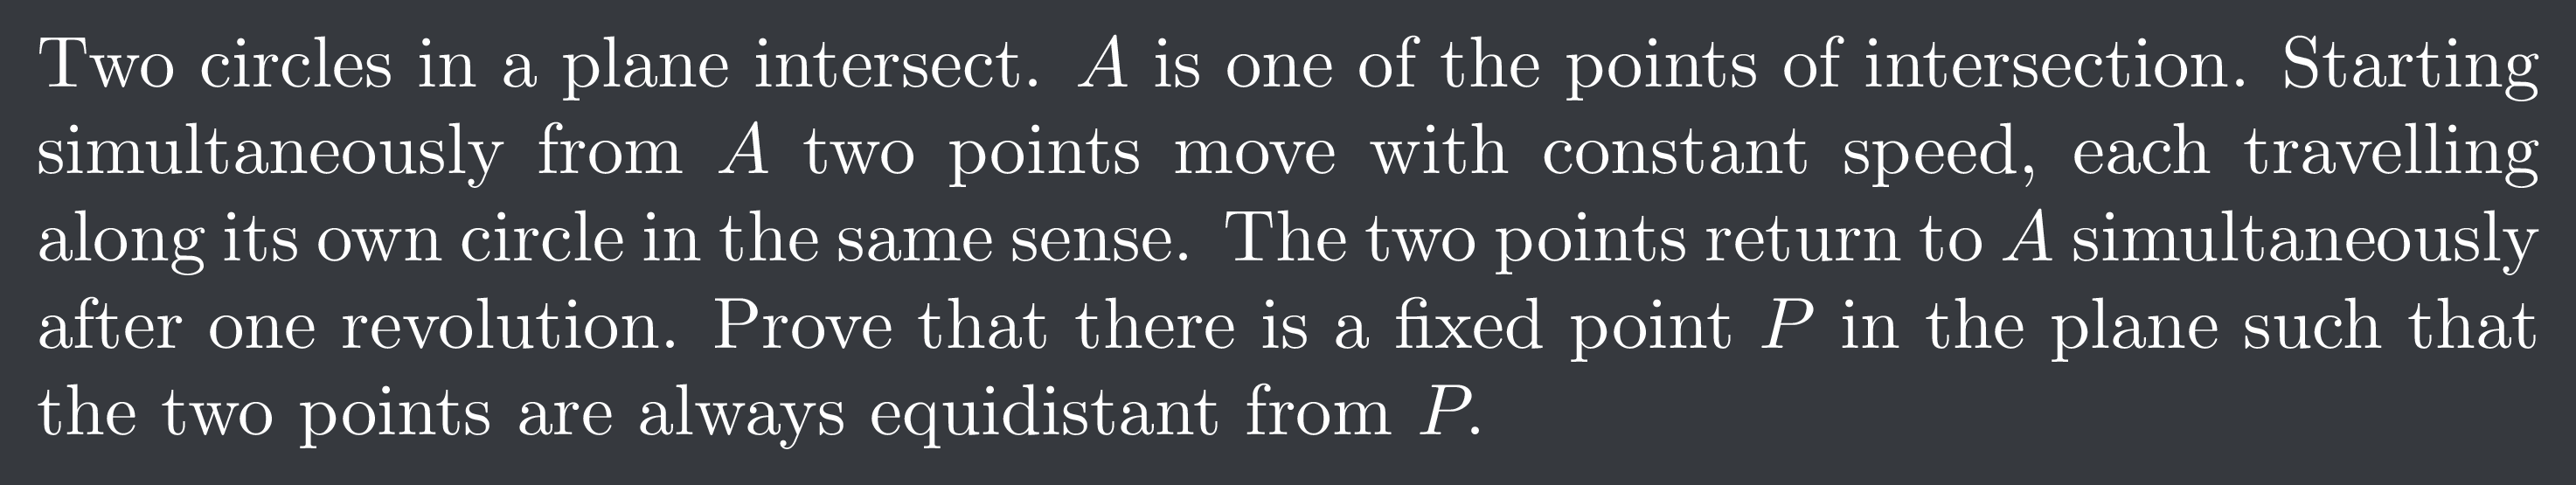 Two circles in a plane intersect. A is one of the points of intersection. Starting
simultaneously from A two points move with constant speed, each travelling
along its own circle in the same sense. The two points return to A simultaneously
after one revolution. Prove that there is a fixed point P in the plane such that
the two points are always equidistant from P.